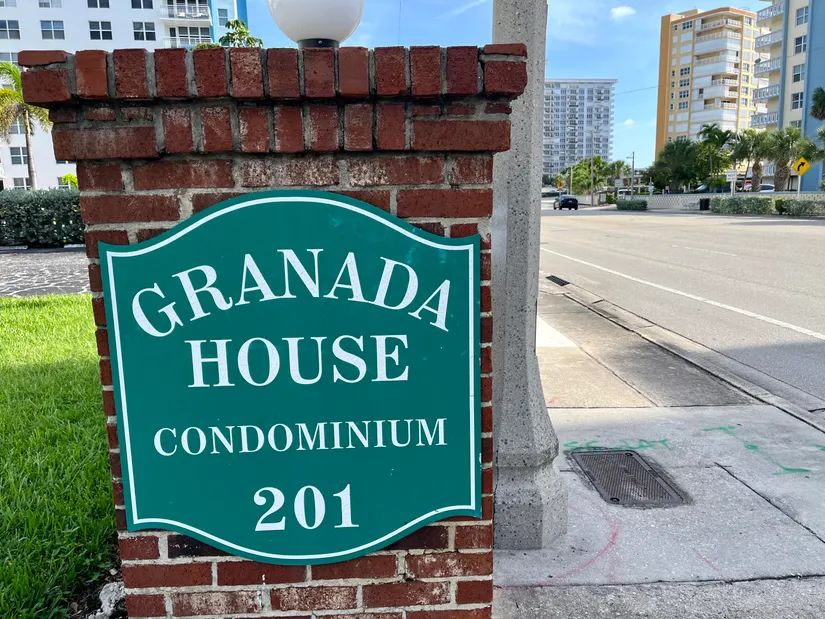 GRANADA
HOUSE
CONDOMINIUM
201